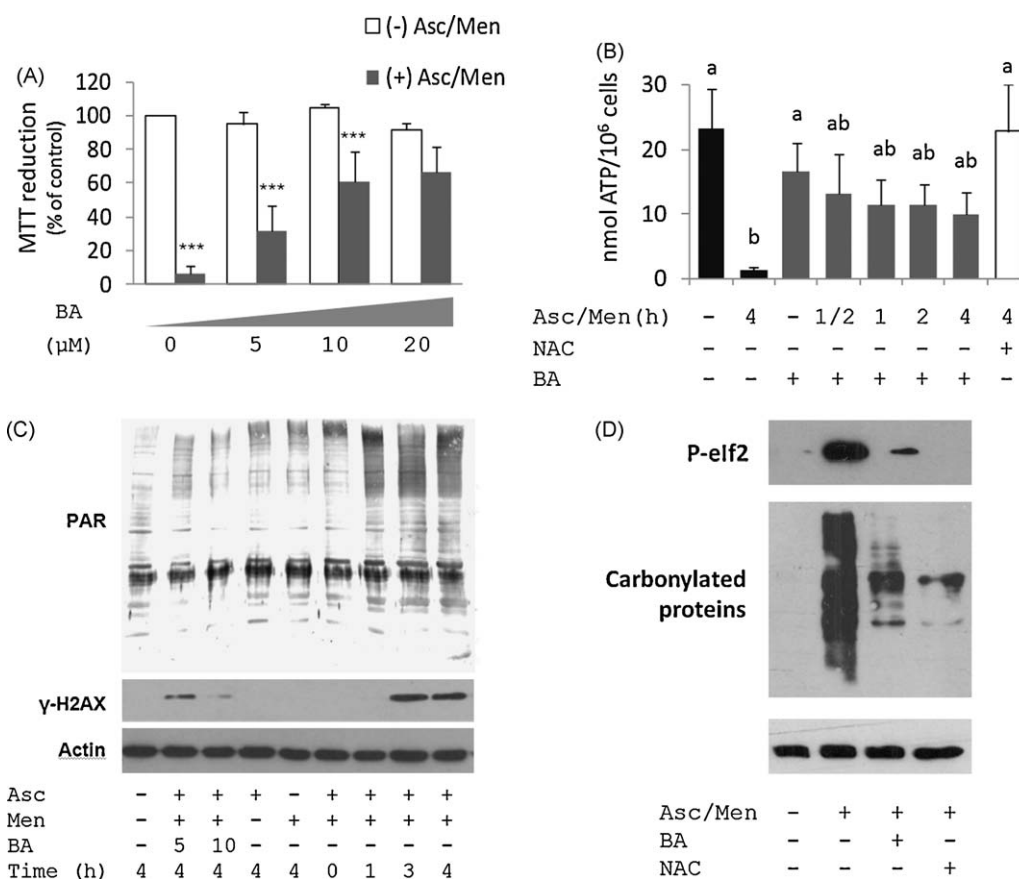 (-) Asc/Men
(+) Asc/Men
(A)
MTT reduction
(% of control)
120
100
80
60
40
20
0
***
***
***
BA
(µM) 0 5 10 20
(B)
nmol ATP/10⁶ cells
30
20
10
0
a
b
a
ab
ab
ab
ab
a
Asc/Men(h) – 4 – 1/2 1 2 4 4
NAC – – – – – – – +
BA – – + + + + + –
(C)
PAR
γ-H2AX
Actin
Asc – + + + – + + + +
Men – + + – + + + + +
BA – 5 10 – – – – – –
Time (h) 4 4 4 4 4 0 1 3 4
(D)
P-eIf2
Carbonylated
proteins
Asc/Men – + + +
BA – – + –
NAC – – – +